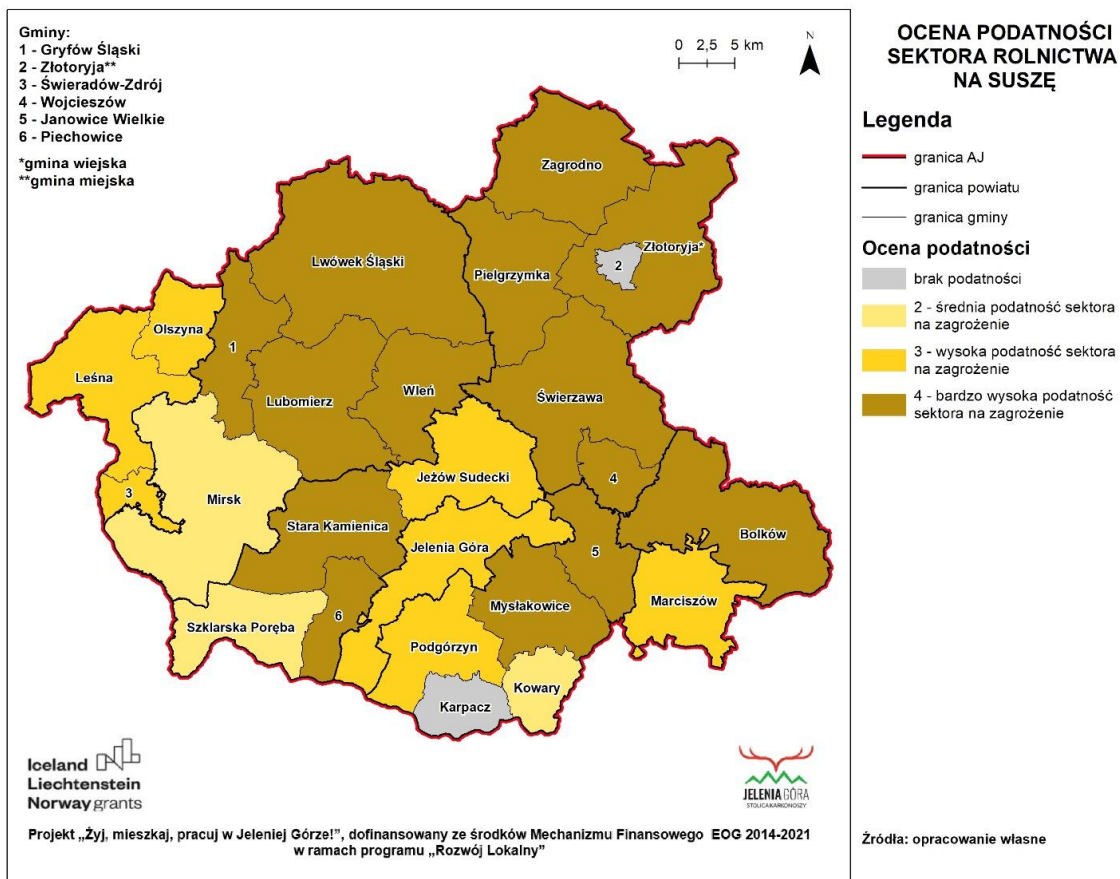 Gminy:
1 - Gryfów Śląski
2 - Złotoryja**
3 - Świeradów-Zdrój
4 - Wojcieszów
5 - Janowice Wielkie
6 - Piechowice
*gmina wiejska
**gmina miejska
0 2,5 5 km
N
Zagrodno
Złotoryja*
2
Lwówek Śląski
Pielgrzymka
Olszyna
1
Leśna
Wleń
Świerzawa
Lubomierz
Jeżów Sudecki
4
3
Mirsk
Stara Kamienica
Bolków
Jelenia Góra
5
Marciszów
Mysłakowice
6
Szklarska Poręba
Podgórzyn
Kowary
Karpacz
Iceland
Liechtenstein
Norway grants
JELENIA GÓRA
STOLICA KARKONOSZY
Projekt „Żyj, mieszkaj, pracuj w Jeleniej Górze!”, dofinansowany ze środków Mechanizmu Finansowego EOG 2014-2021
w ramach programu „Rozwój Lokalny”
OCENA PODATNOŚCI
SEKTORA ROLNICTWA
NA SUSZĘ
Legenda
granica AJ
granica powiatu
granica gminy
Ocena podatności
brak podatności
2 - średnia podatność sektora
na zagrożenie
3 - wysoka podatność sektora
na zagrożenie
4 - bardzo wysoka podatność
sektora na zagrożenie
Źródła: opracowanie własne